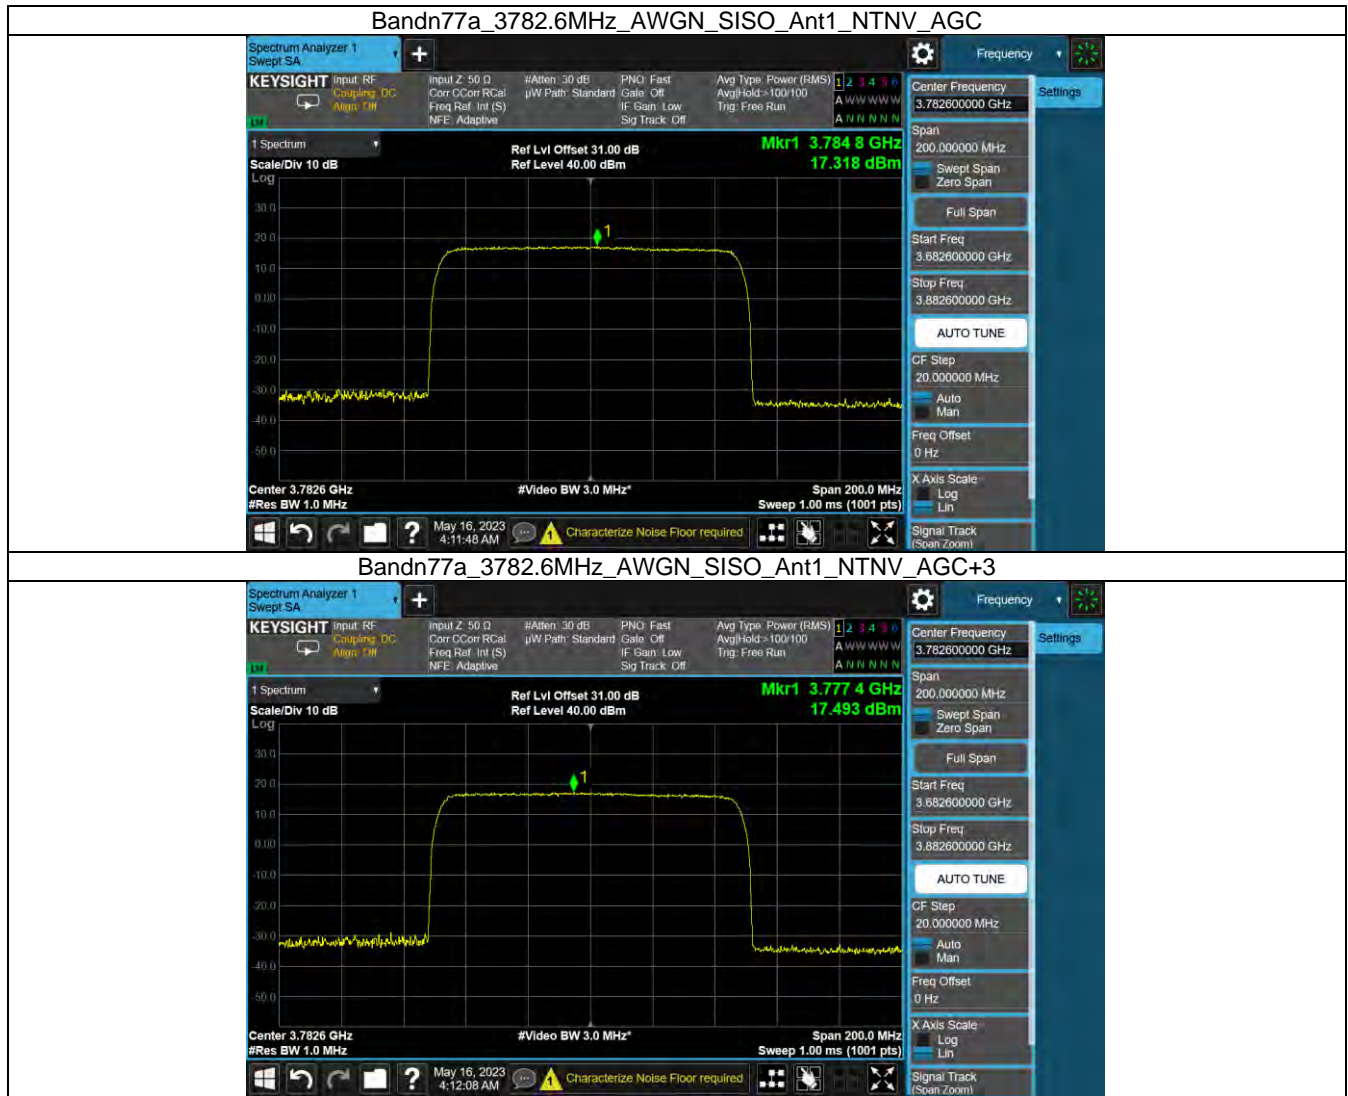 Bandn77a_3782.6MHz_AWGN_SISO_Ant1_NTNV_AGC
Spectrum Analyzer 1
Swept SA
+
Frequency
KEYSIGHT
Input: RF
Coupling: DC
Align: Off
Input Z: 50 Ω
Corr CCorr RCal
Freq Ref: Int (S)
NFE: Adaptive
#Atten: 30 dB
µW Path: Standard
PNO: Fast
Gate: Off
IF Gain: Low
Sig Track: Off
Avg Type: Power (RMS)
Avg|Hold:>100/100
Trig: Free Run
1 2 3 4 5 6
A W W W W W
A N N N N N
Center Frequency
3.782600000 GHz
Settings
Span
200.000000 MHz
Swept Span
Zero Span
Full Span
Start Freq
3.682600000 GHz
Stop Freq
3.882600000 GHz
AUTO TUNE
CF Step
20.000000 MHz
Auto
Man
Freq Offset
0 Hz
X Axis Scale
Log
Lin
Signal Track
(Span Zoom)
1 Spectrum
Scale/Div 10 dB
Log
Ref Lvl Offset 31.00 dB
Ref Level 40.00 dBm
Mkr1 3.784 8 GHz
17.318 dBm
30.0
20.0
10.0
0.00
-10.0
-20.0
-30.0
-40.0
-50.0
1
Center 3.7826 GHz
#Res BW 1.0 MHz
#Video BW 3.0 MHz*
Span 200.0 MHz
Sweep 1.00 ms (1001 pts)
?
May 16, 2023
4:11:48 AM
Characterize Noise Floor required
Bandn77a_3782.6MHz_AWGN_SISO_Ant1_NTNV_AGC+3
Spectrum Analyzer 1
Swept SA
+
Frequency
KEYSIGHT
Input: RF
Coupling: DC
Align: Off
Input Z: 50 Ω
Corr CCorr RCal
Freq Ref: Int (S)
NFE: Adaptive
#Atten: 30 dB
µW Path: Standard
PNO: Fast
Gate: Off
IF Gain: Low
Sig Track: Off
Avg Type: Power (RMS)
Avg|Hold:>100/100
Trig: Free Run
1 2 3 4 5 6
A W W W W W
A N N N N N
Center Frequency
3.782600000 GHz
Settings
Span
200.000000 MHz
Swept Span
Zero Span
Full Span
Start Freq
3.682600000 GHz
Stop Freq
3.882600000 GHz
AUTO TUNE
CF Step
20.000000 MHz
Auto
Man
Freq Offset
0 Hz
X Axis Scale
Log
Lin
Signal Track
(Span Zoom)
1 Spectrum
Scale/Div 10 dB
Log
Ref Lvl Offset 31.00 dB
Ref Level 40.00 dBm
Mkr1 3.777 4 GHz
17.493 dBm
30.0
20.0
10.0
0.00
-10.0
-20.0
-30.0
-40.0
-50.0
1
Center 3.7826 GHz
#Res BW 1.0 MHz
#Video BW 3.0 MHz*
Span 200.0 MHz
Sweep 1.00 ms (1001 pts)
?
May 16, 2023
4:12:08 AM
Characterize Noise Floor required